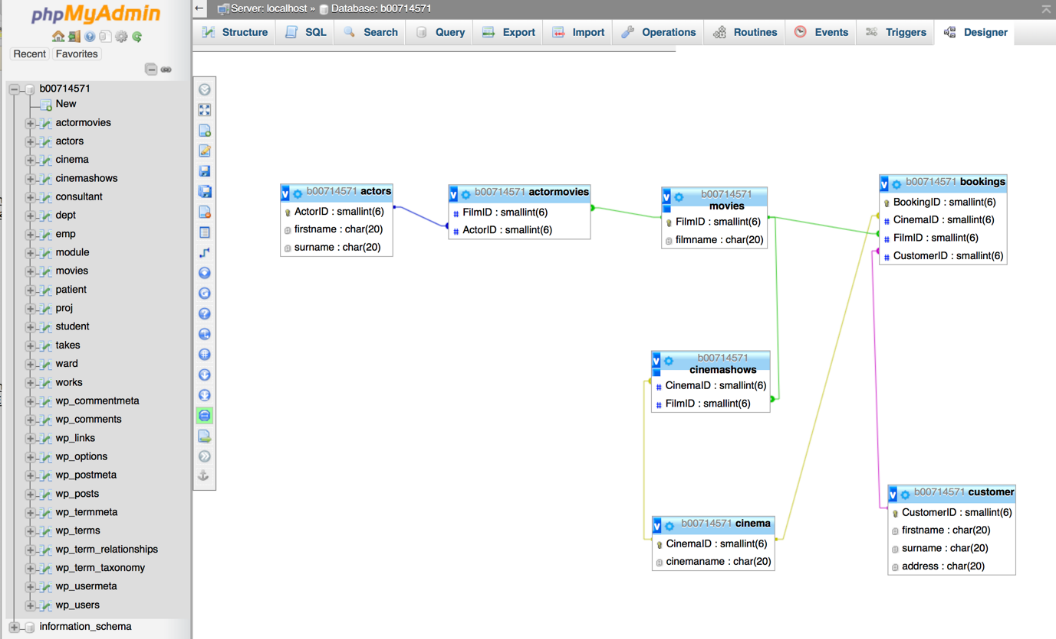 phpMyAdmin
Recent Favorites
b00714571
New
actormovies
actors
cinema
cinemashows
consultant
dept
emp
module
movies
patient
proj
student
takes
ward
works
wp_commentmeta
wp_comments
wp_links
wp_options
wp_postmeta
wp_posts
wp_termmeta
wp_terms
wp_term_relationships
wp_term_taxonomy
wp_usermeta
wp_users
information_schema
Server: localhost » Database: b00714571
Structure SQL Search Query Export Import Operations Routines Events Triggers Designer
b00714571 actors
ActorID : smallint(6)
firstname : char(20)
surname : char(20)
b00714571 actormovies
FilmID : smallint(6)
ActorID : smallint(6)
b00714571
movies
FilmID : smallint(6)
filmname : char(20)
b00714571 bookings
BookingID : smallint(6)
CinemaID : smallint(6)
FilmID : smallint(6)
CustomerID : smallint(6)
b00714571
cinemashows
CinemaID : smallint(6)
FilmID : smallint(6)
b00714571 cinema
CinemaID : smallint(6)
cinemaname : char(20)
b00714571 customer
CustomerID : smallint(6)
firstname : char(20)
surname : char(20)
address : char(20)